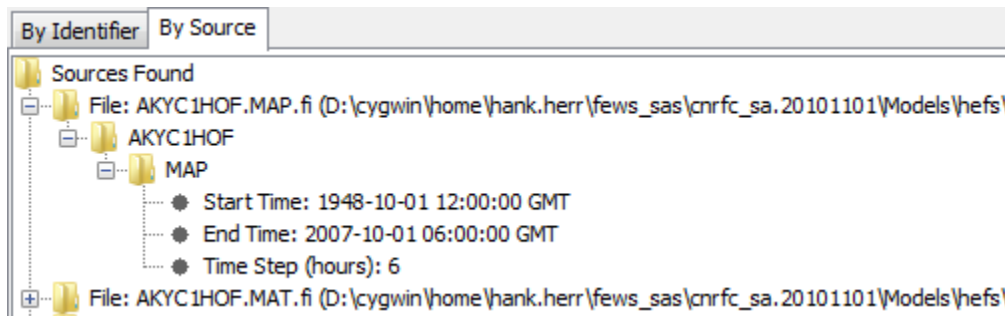 By Identifier By Source
Sources Found
File: AKYC1HOF.MAP.fi (D:\cygwin\home\hank.herr\fews_sas\cnrfc_sa.20101101\Models\hefs\
AKYC1HOF
MAP
Start Time: 1948-10-01 12:00:00 GMT
End Time: 2007-10-01 06:00:00 GMT
Time Step (hours): 6
File: AKYC1HOF.MAT.fi (D:\cygwin\home\hank.herr\fews_sas\cnrfc_sa.20101101\Models\hefs\